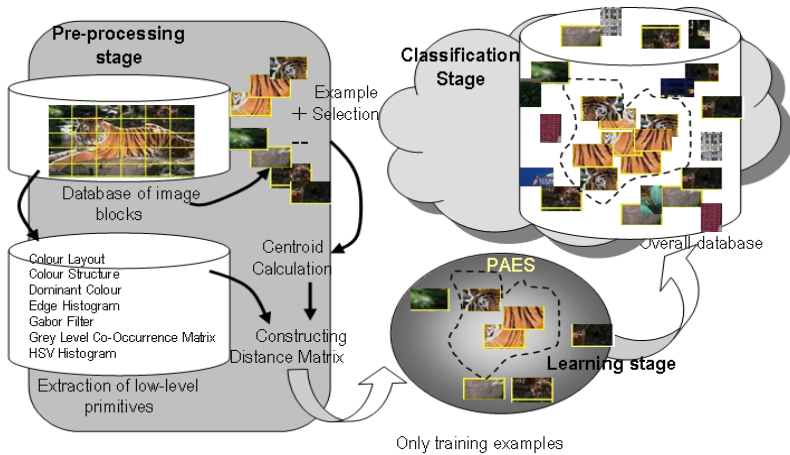 Pre-processing
stage
Example
+ Selection
--
Database of image
blocks
Colour Layout
Colour Structure
Dominant Colour
Edge Histogram
Gabor Filter
Grey Level Co-Occurrence Matrix
HSV Histogram
Extraction of low-level
primitives
Centroid
Calculation
Constructing
Distance Matrix
Classification
Stage
Overall database
PAES
Learning stage
Only training examples